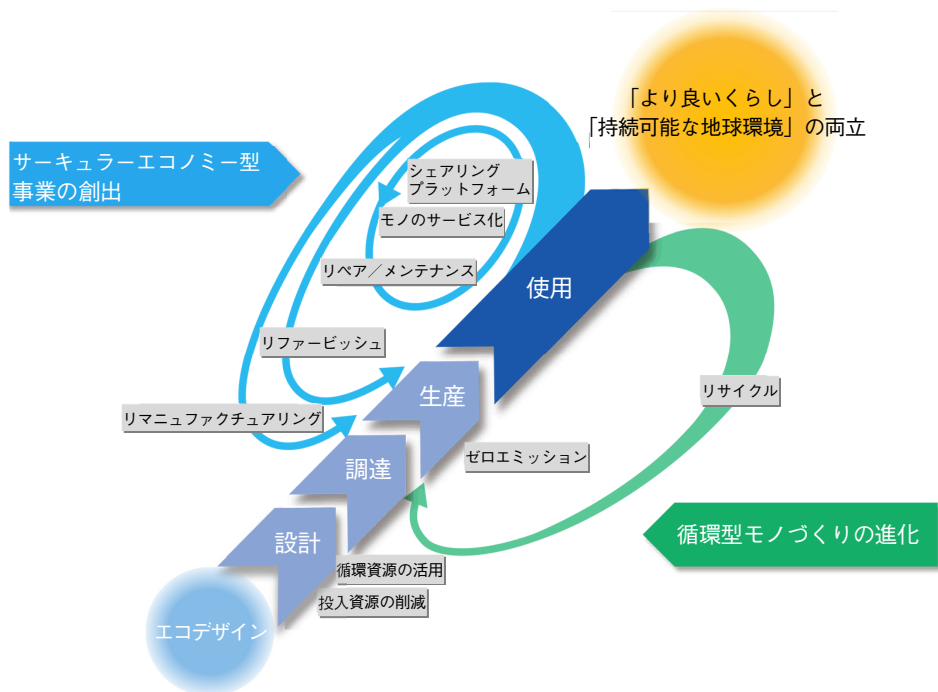 「より良いくらし」と
「持続可能な地球環境」の両立
サーキュラーエコノミー型
事業の創出
シェアリング
プラットフォーム
モノのサービス化
リペア／メンテナンス
使用
リファービッシュ
生産
リサイクル
リマニュファクチュアリング
ゼロエミッション
調達
循環型モノづくりの進化
設計
循環資源の活用
投入資源の削減
エコデザイン